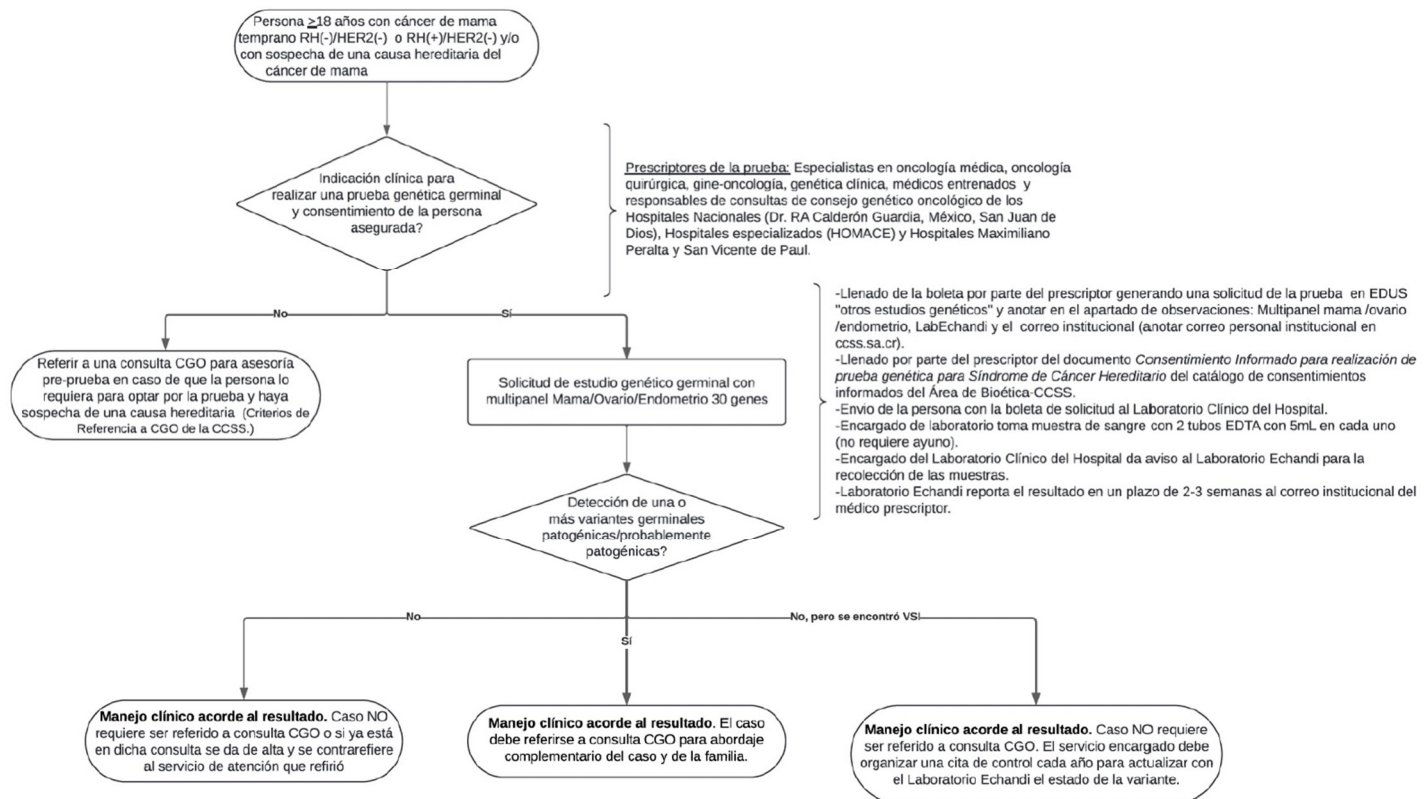 Persona ≥18 años con cáncer de mama
temprano RH(-)/HER2(-) o RH(+)/HER2(-) y/o
con sospecha de una causa hereditaria del
cáncer de mama
Indicación clínica para
realizar una prueba genética germinal
y consentimiento de la persona
asegurada?
Prescriptores de la prueba: Especialistas en oncología médica, oncología
quirúrgica, gine-oncología, genética clínica, médicos entrenados y
responsables de consultas de consejo genético oncológico de los
Hospitales Nacionales (Dr. RA Calderón Guardia, México, San Juan de
Dios), Hospitales especializados (HOMACE) y Hospitales Maximiliano
Peralta y San Vicente de Paul.
No
Sí
Referir a una consulta CGO para asesoría
pre-prueba en caso de que la persona lo
requiera para optar por la prueba y haya
sospecha de una causa hereditaria (Criterios de
Referencia a CGO de la CCSS.)
Solicitud de estudio genético germinal con
multipanel Mama/Ovario/Endometrio 30 genes
-Llenado de la boleta por parte del prescriptor generando una solicitud de la prueba en EDUS
"otros estudios genéticos" y anotar en el apartado de observaciones: Multipanel mama /ovario
/endometrio, LabEchandi y el correo institucional (anotar correo personal institucional en
ccss.sa.cr).
-Llenado por parte del prescriptor del documento Consentimiento Informado para realización de
prueba genética para Síndrome de Cáncer Hereditario del catálogo de consentimientos
informados del Área de Bioética-CCSS.
-Envio de la persona con la boleta de solicitud al Laboratorio Clínico del Hospital.
-Encargado de laboratorio toma muestra de sangre con 2 tubos EDTA con 5mL en cada uno
(no requiere ayuno).
-Encargado del Laboratorio Clínico del Hospital da aviso al Laboratorio Echandi para la
recolección de las muestras.
-Laboratorio Echandi reporta el resultado en un plazo de 2-3 semanas al correo institucional del
médico prescriptor.
Detección de una o
más variantes germinales
patogénicas/probablemente
patogénicas?
No
Sí
No, pero se encontró VSI
Manejo clínico acorde al resultado. Caso NO
requiere ser referido a consulta CGO o si ya está
en dicha consulta se da de alta y se contrarefiere
al servicio de atención que refirió
Manejo clínico acorde al resultado. El caso
debe referirse a consulta CGO para abordaje
complementario del caso y de la familia.
Manejo clínico acorde al resultado. Caso NO requiere
ser referido a consulta CGO. El servicio encargado debe
organizar una cita de control cada año para actualizar con
el Laboratorio Echandi el estado de la variante.